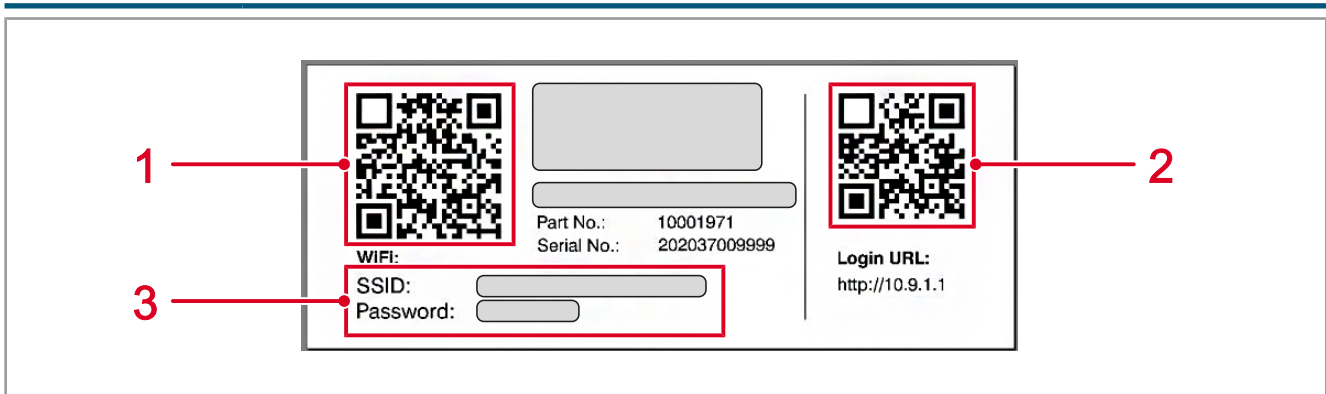 1
2
3
Part No.: 10001971
Serial No.: 202037009999
WiFi:
SSID:
Password:
Login URL:
http://10.9.1.1